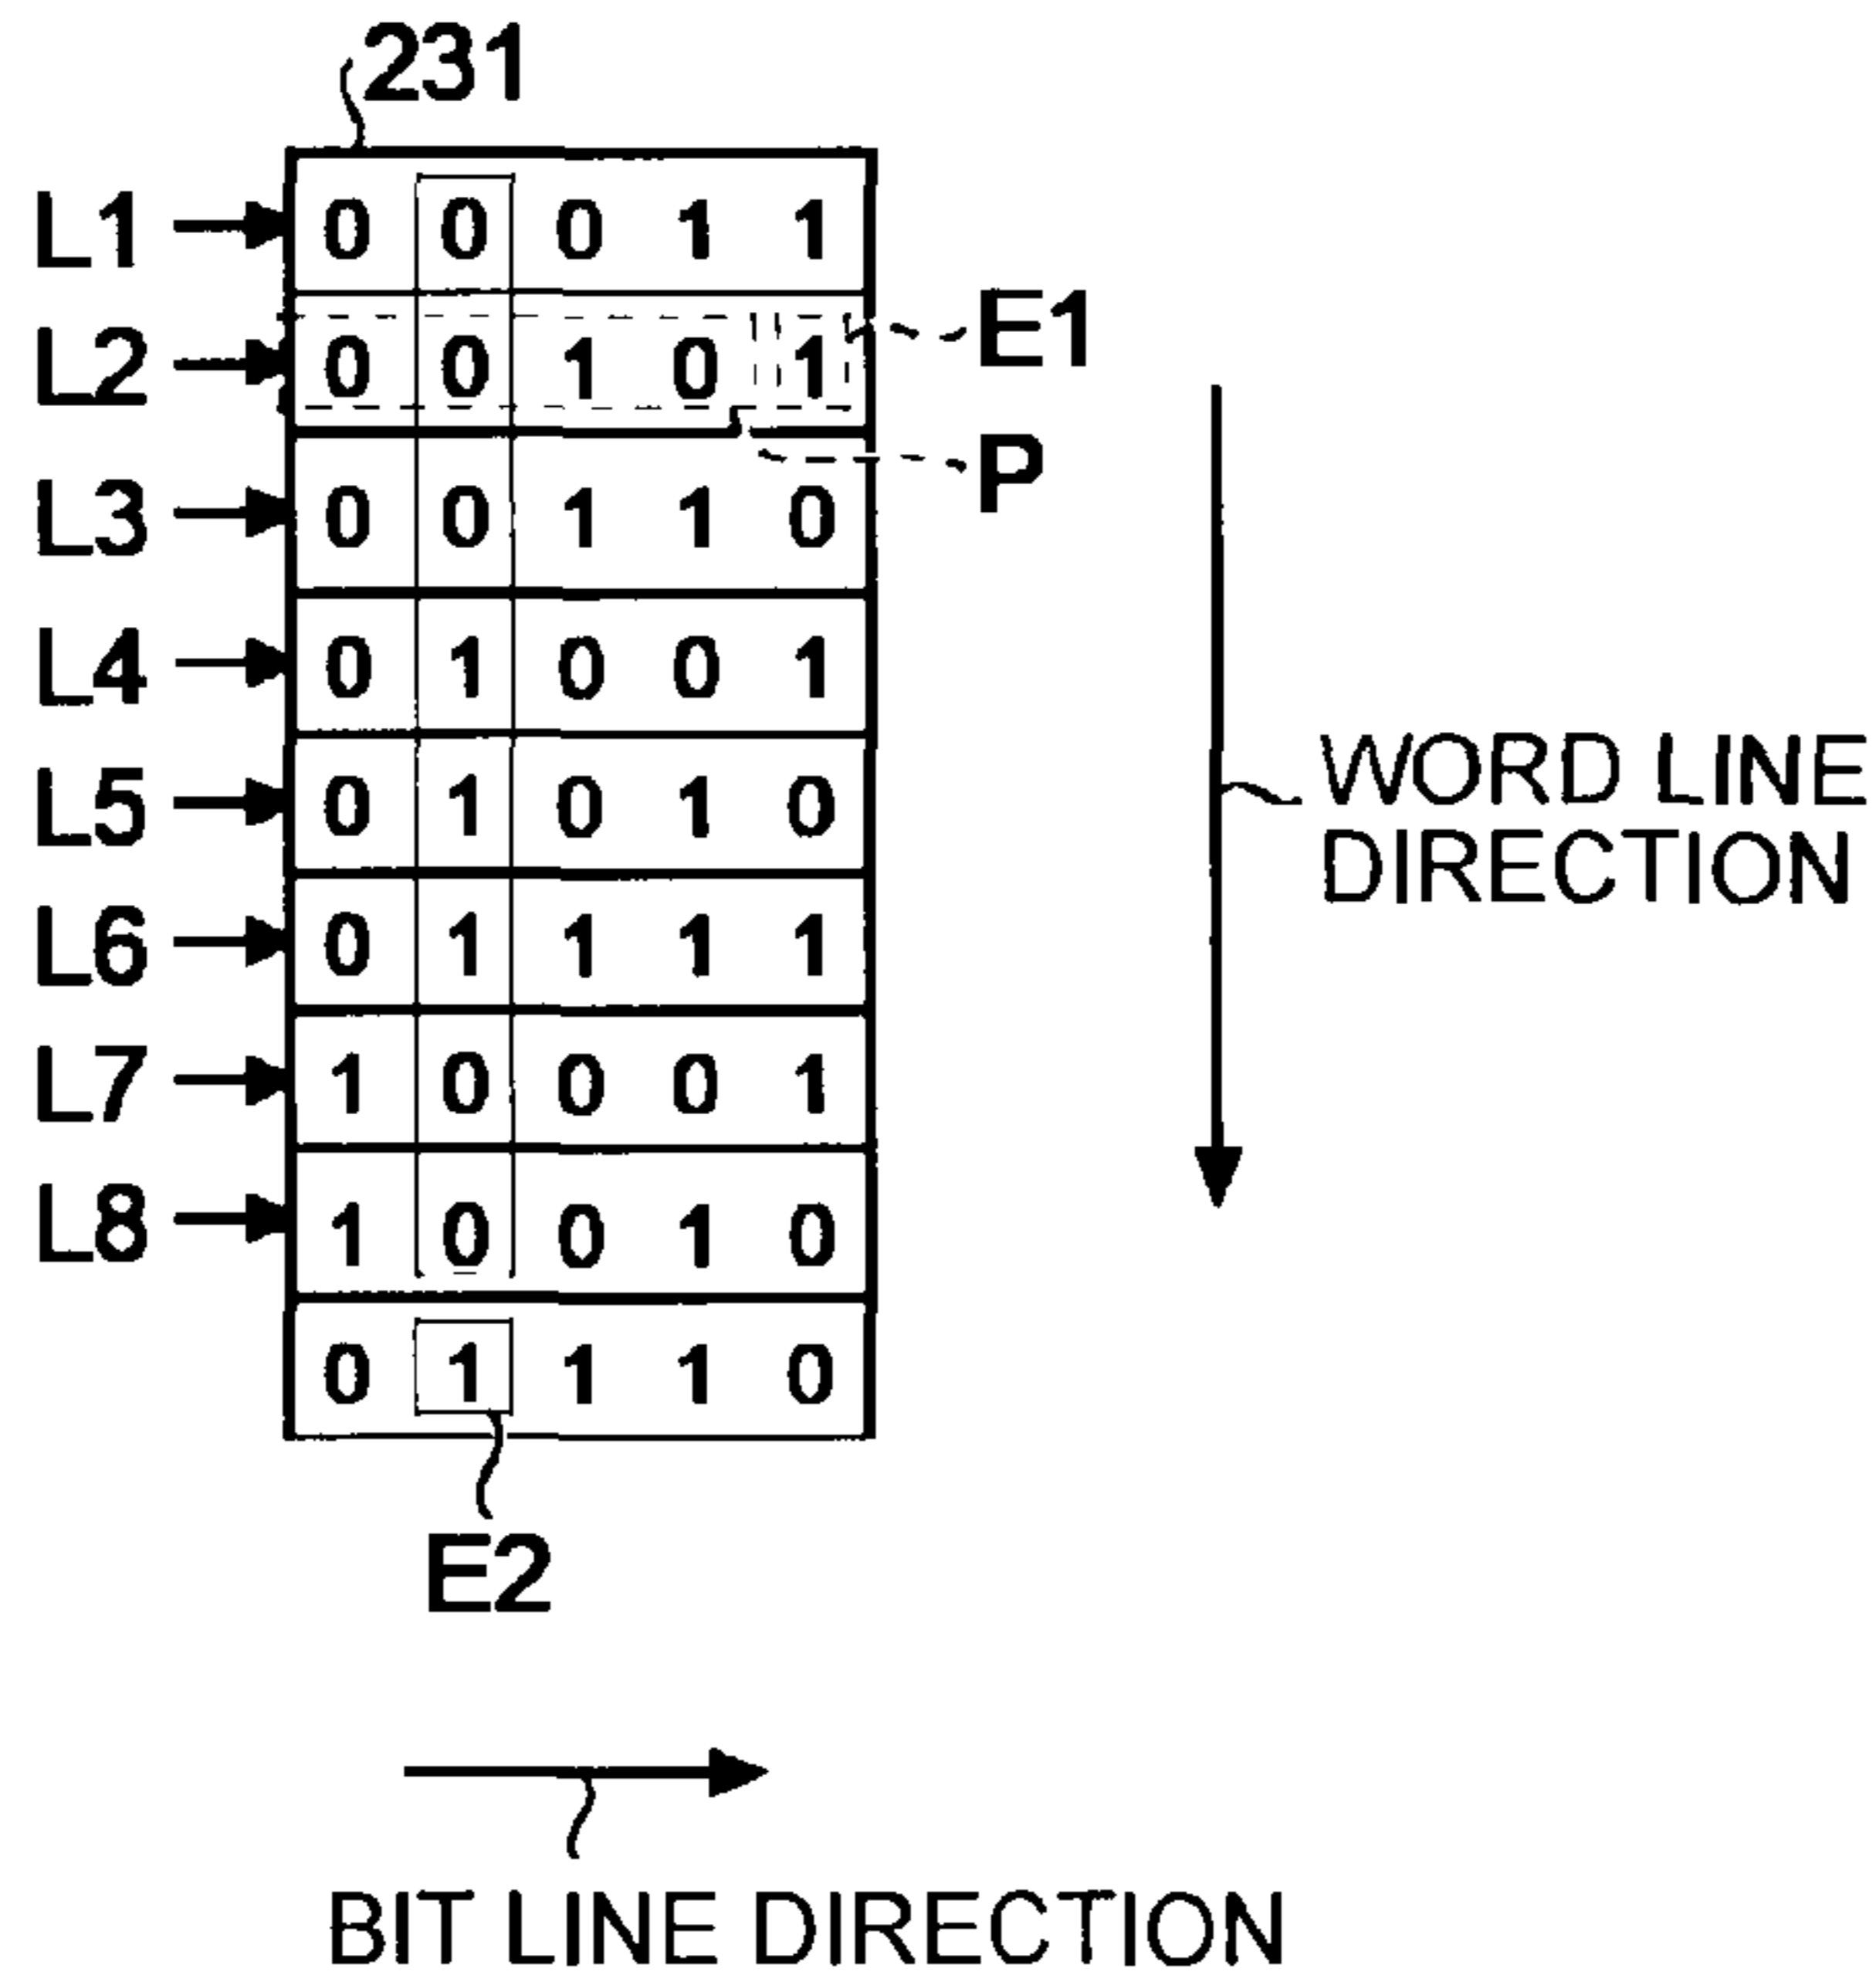 231
L1 0 0 0 1 1
L2 0 0 1 0 1 E1
P
L3 0 0 1 1 0
L4 0 1 0 0 1
L5 0 1 0 1 0
L6 0 1 1 1 1
L7 1 0 0 0 1
L8 1 0 0 1 0
0 1 1 1 0
E2
WORD LINE
DIRECTION
BIT LINE DIRECTION